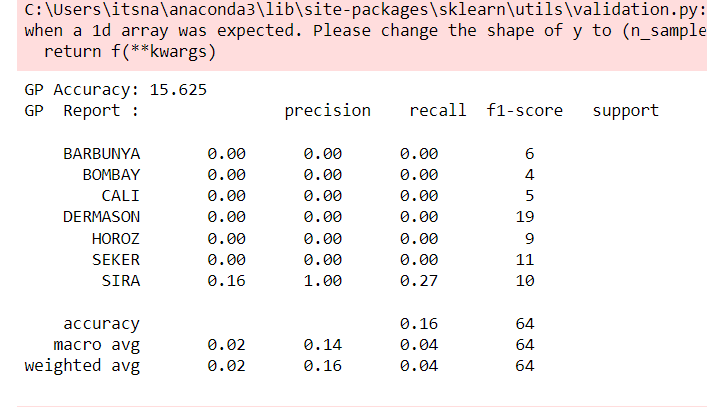 C:\Users\itsna\anaconda3\lib\site-packages\sklearn\utils\validation.py:
when a 1d array was expected. Please change the shape of y to (n_sample
return f(**kwargs)
GP Accuracy: 15.625
GP Report : precision recall f1-score support
BARBUNYA 0.00 0.00 0.00 6
BOMBAY 0.00 0.00 0.00 4
CALI 0.00 0.00 0.00 5
DERMASON 0.00 0.00 0.00 19
HOROZ 0.00 0.00 0.00 9
SEKER 0.00 0.00 0.00 11
SIRA 0.16 1.00 0.27 10
accuracy 0.16 64
macro avg 0.02 0.14 0.04 64
weighted avg 0.02 0.16 0.04 64